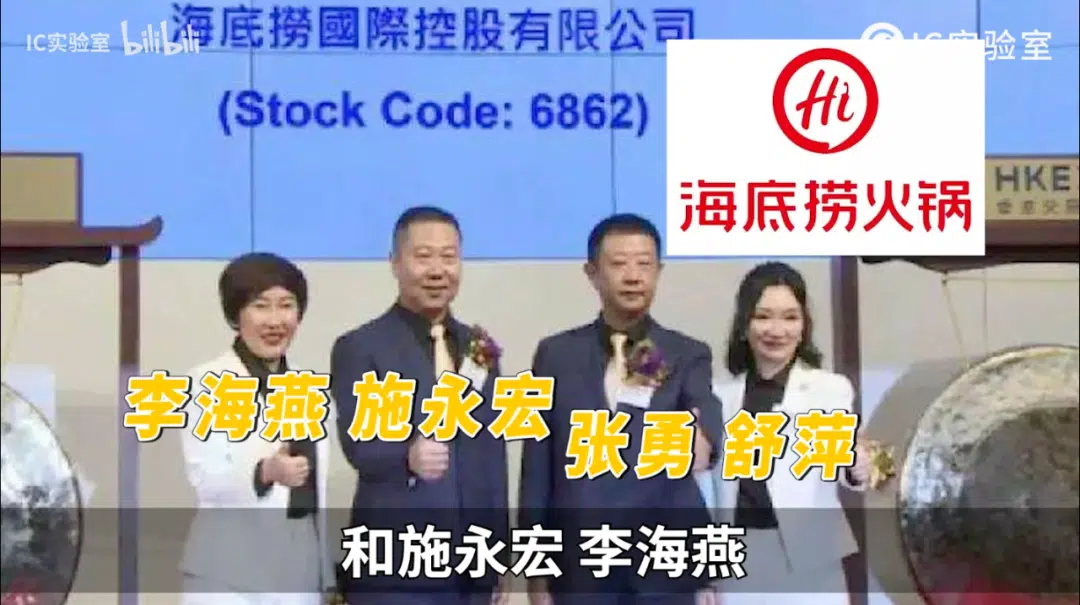 IC实验室 bilibili
IC实验室
海底撈國際控股有限公司
(Stock Code: 6862)
Hi
海底捞火锅
HKE
李海燕 施永宏
张勇 舒萍
和施永宏 李海燕